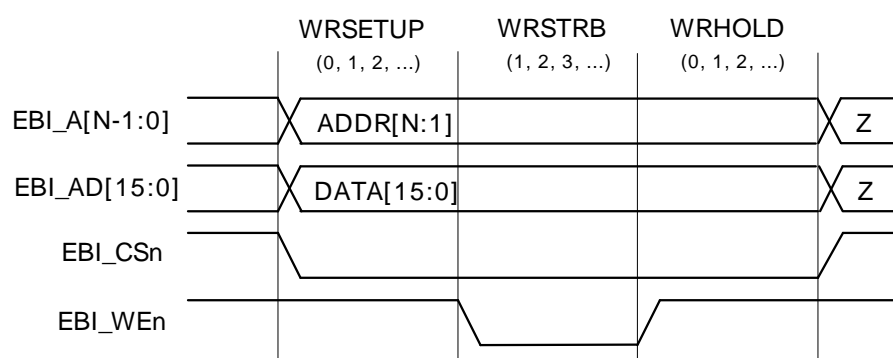 WRSETUP WRSTRB WRHOLD
(0, 1, 2, ...) (1, 2, 3, ...) (0, 1, 2, ...)
EBI_A[N-1:0] ADDR[N:1] Z
EBI_AD[15:0] DATA[15:0] Z
EBI_CSn
EBI_WEn